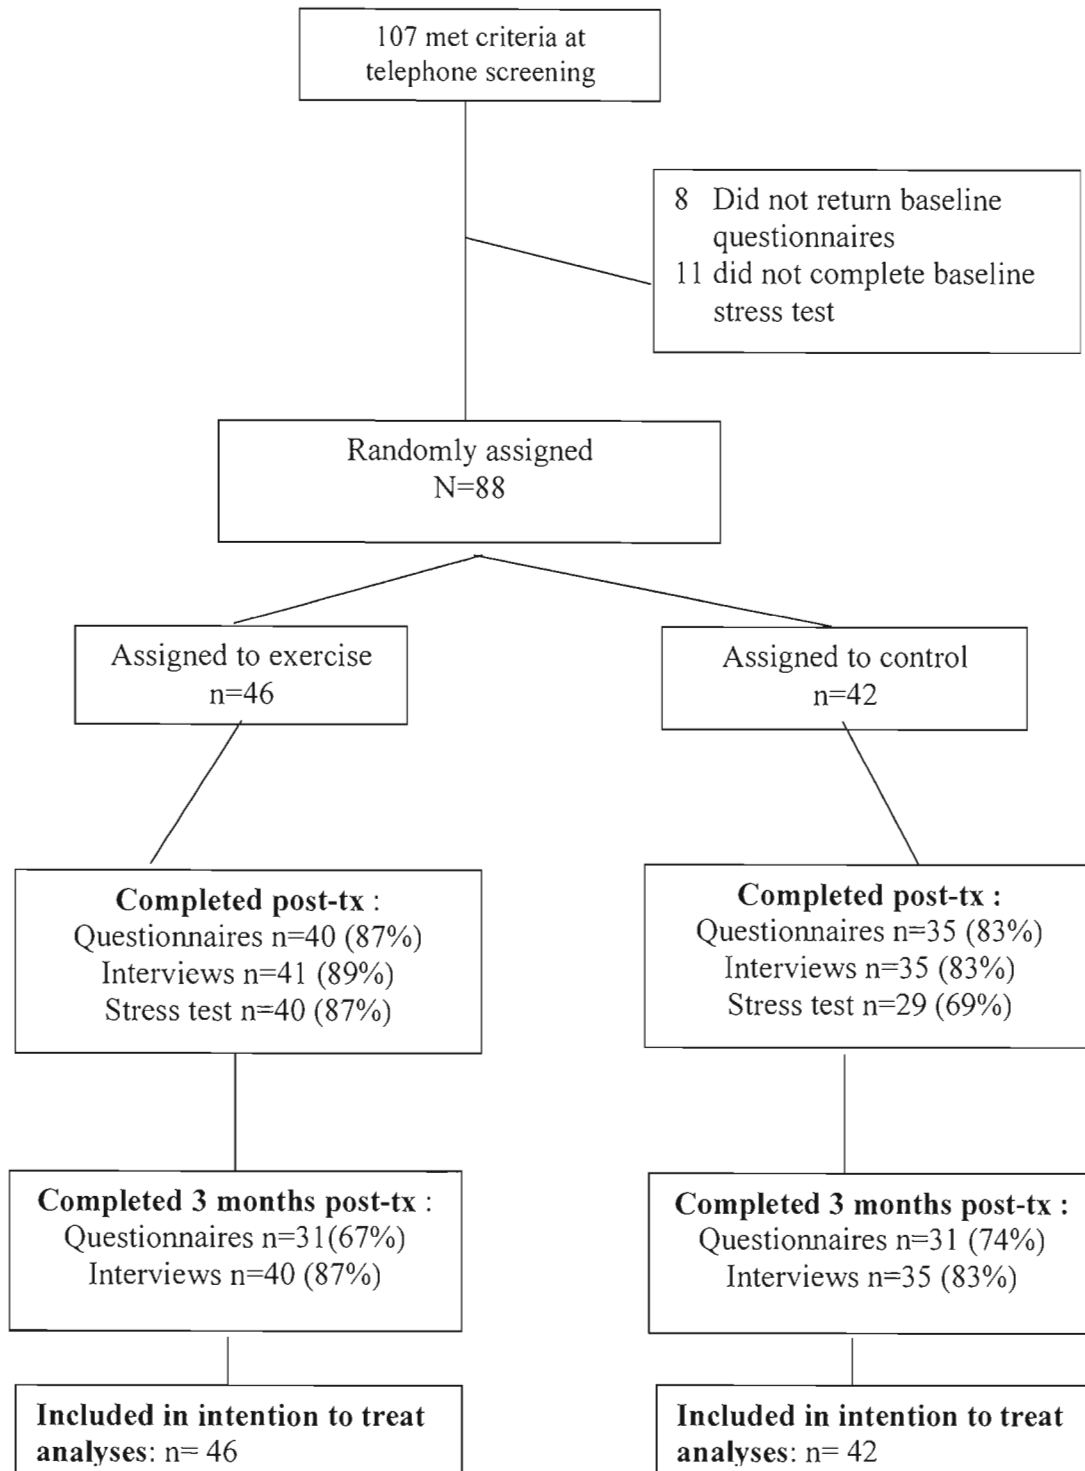 107 met criteria at
telephone screening
8 Did not return baseline
questionnaires
11 did not complete baseline
stress test
Randomly assigned
N=88
Assigned to exercise
n=46
Assigned to control
n=42
Completed post-tx :
Questionnaires n=40 (87%)
Interviews n=41 (89%)
Stress test n=40 (87%)
Completed post-tx :
Questionnaires n=35 (83%)
Interviews n=35 (83%)
Stress test n=29 (69%)
Completed 3 months post-tx :
Questionnaires n=31(67%)
Interviews n=40 (87%)
Completed 3 months post-tx :
Questionnaires n=31 (74%)
Interviews n=35 (83%)
Included in intention to treat
analyses: n= 46
Included in intention to treat
analyses: n= 42